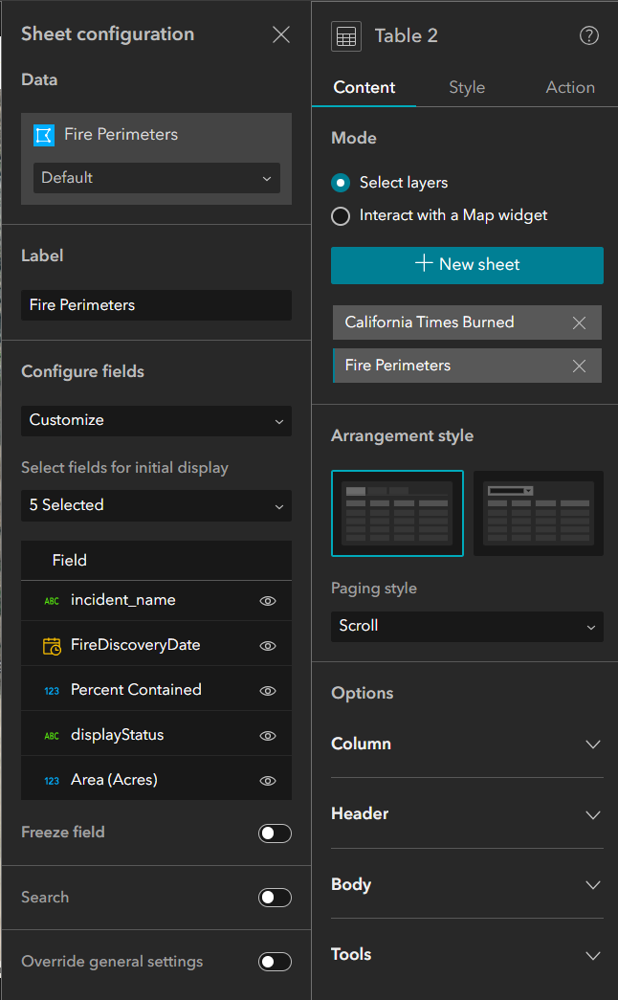 Sheet configuration
Data
Fire Perimeters
Default
Label
Fire Perimeters
Configure fields
Customize
Select fields for initial display
5 Selected
Field
ABC incident_name
FireDiscoveryDate
123 Percent Contained
ABC displayStatus
123 Area (Acres)
Freeze field
Search
Override general settings
Table 2
?
Content Style Action
Mode
Select layers
Interact with a Map widget
New sheet
California Times Burned
Fire Perimeters
Arrangement style
Paging style
Scroll
Options
Column
Header
Body
Tools